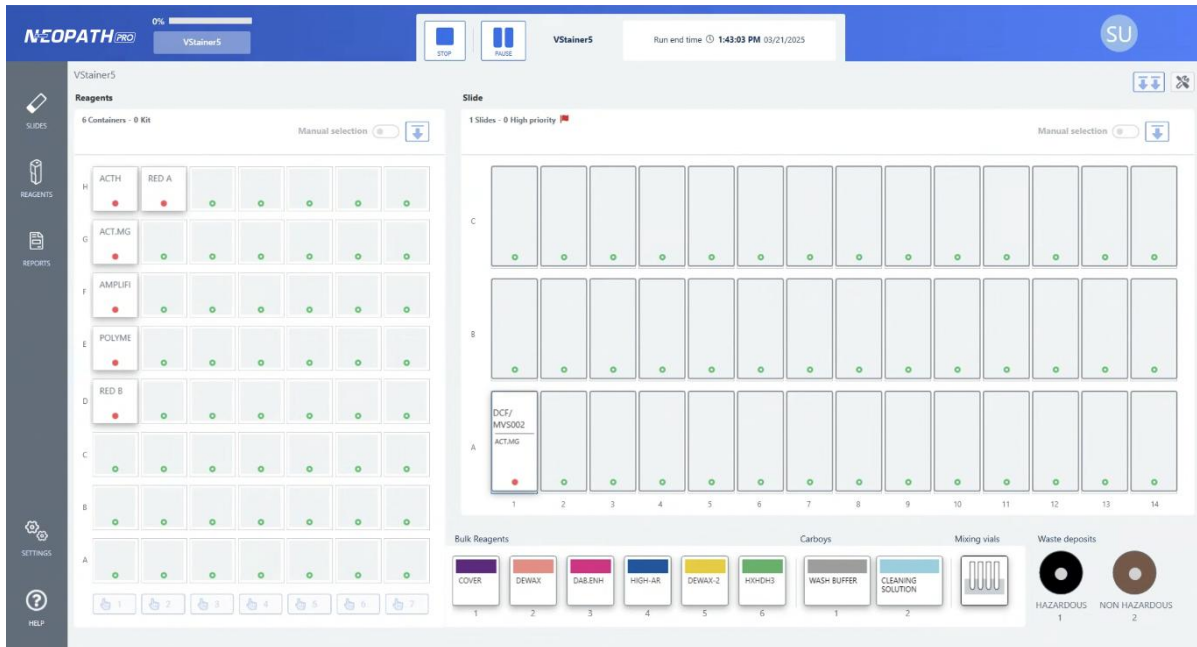 NEOPATH PRO
0%
VStainer5
STOP
PAUSE
VStainer5
Run end time 1:43:03 PM 03/21/2025
SU
SLIDES
REAGENTS
REPORTS
SETTINGS
HELP
VStainer5
Reagents
6 Containers - 0 Kit
Manual selection
H
ACTH
RED A
G
ACT.MG
F
AMPLIFI
E
POLYME
D
RED B
C
B
A
1 2 3 4 5 6 7
Slide
1 Slides - 0 High priority
Manual selection
C
B
A
DCF/
MVS002
ACT.MG
1 2 3 4 5 6 7 8 9 10 11 12 13 14
Bulk Reagents
COVER
DEWAX
DAB.ENH
HIGH-AR
DEWAX-2
HXHDH3
1 2 3 4 5 6
Carboys
WASH BUFFER
CLEANING
SOLUTION
1 2
Mixing vials
Waste deposits
HAZARDOUS
1
NON HAZARDOUS
2